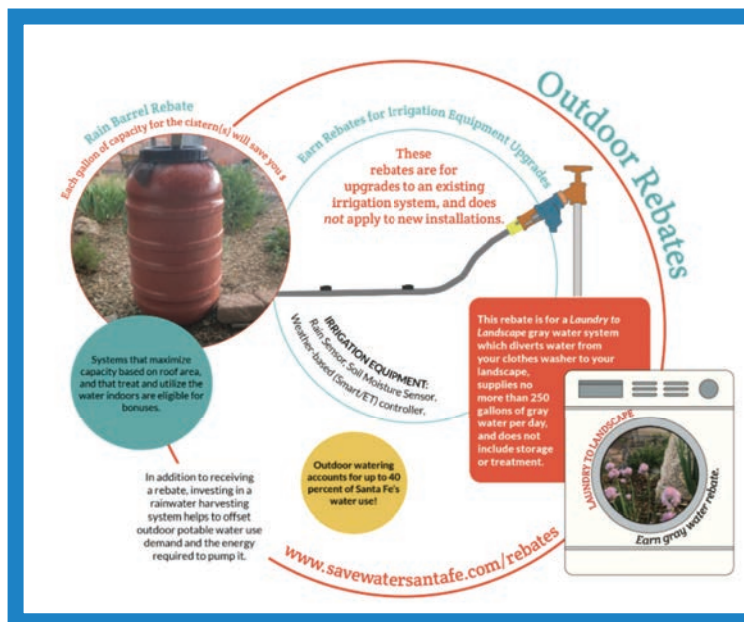 Outdoor Rebates
Rain Barrel Rebate
Each gallon of capacity for the cistern(s) will save you $
Earn Rebates for Irrigation Equipment Upgrades
These
rebates are for
upgrades to an existing
irrigation system, and does
not apply to new installations.
IRRIGATION EQUIPMENT:
Rain Sensor. Soil Moisture Sensor.
Weather-based (Smart/ET) controller.
This rebate is for a Laundry to
Landscape gray water system
which diverts water from
your clothes washer to your
landscape,
supplies no
more than 250
gallons of gray
water per day,
and does not
include storage
or treatment.
Systems that maximize
capacity based on roof area,
and that treat and utilize the
water indoors are eligible for
bonuses.
LAUNDRY TO LANDSCAPE
Earn gray water rebate.
Outdoor watering
accounts for up to 40
percent of Santa Fe's
water use!
In addition to receiving
a rebate, investing in a
rainwater harvesting
system helps to offset
outdoor potable water use
demand and the energy
required to pump it.
www.savewatersantafe.com/rebates